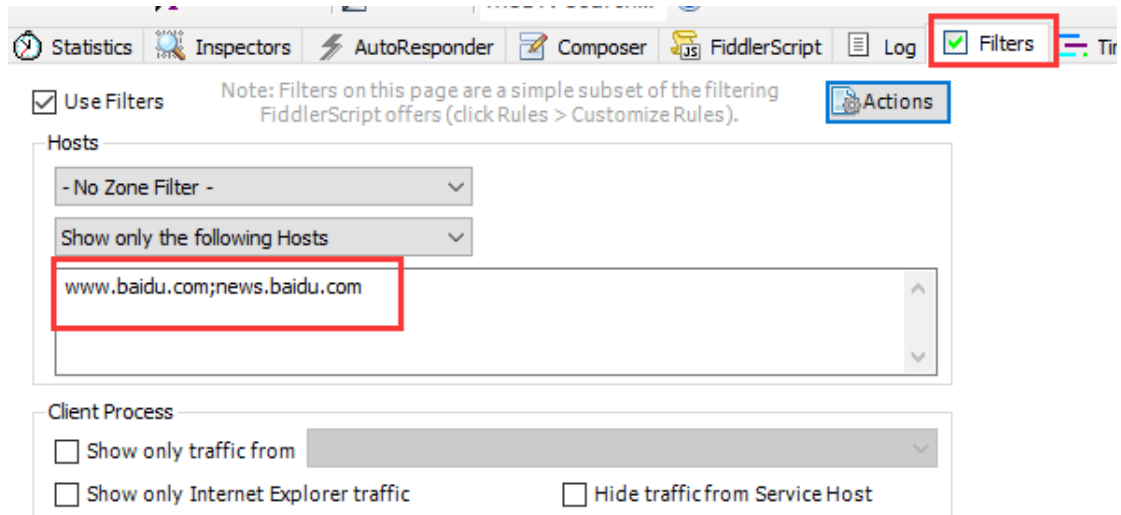 Statistics Inspectors AutoResponder Composer FiddlerScript Log Filters
Use Filters
Note: Filters on this page are a simple subset of the filtering
FiddlerScript offers (click Rules > Customize Rules).
Actions
Hosts
- No Zone Filter -
Show only the following Hosts
www.baidu.com;news.baidu.com
Client Process
Show only traffic from
Show only Internet Explorer traffic
Hide traffic from Service Host